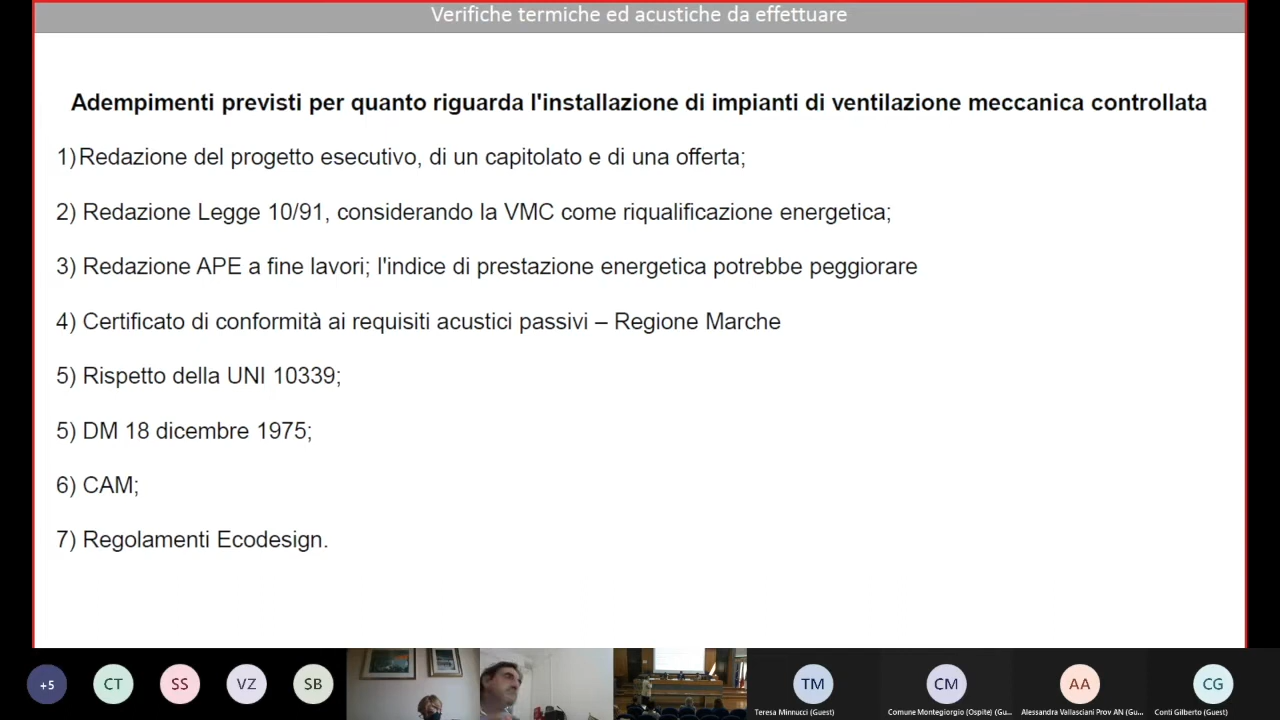 Verifiche termiche ed acustiche da effettuare
Adempimenti previsti per quanto riguarda l'installazione di impianti di ventilazione meccanica controllata
1)Redazione del progetto esecutivo, di un capitolato e di una offerta;
2) Redazione Legge 10/91, considerando la VMC come riqualificazione energetica;
3) Redazione APE a fine lavori; l'indice di prestazione energetica potrebbe peggiorare
4) Certificato di conformità ai requisiti acustici passivi – Regione Marche
5) Rispetto della UNI 10339;
5) DM 18 dicembre 1975;
6) CAM;
7) Regolamenti Ecodesign.
+5 CT SS VZ SB TM CM AA CG
Teresa Minnucci (Guest) Comune Montegiorgio (Ospite) (Gu... Alessandra Vallasciani Prov AN (Gu... Conti Gilberto (Guest)